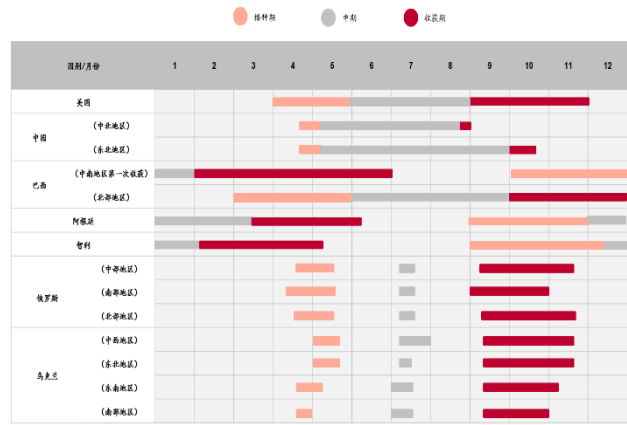 播种期 中期 收获期
国别/月份 1 2 3 4 5 6 7 8 9 10 11 12
美国
中国 (中北地区)
(东北地区)
巴西 (中南地区第一次收获)
(北部地区)
阿根廷
智利
俄罗斯 (中部地区)
(南部地区)
(北部地区)
乌克兰 (中西地区)
(东北地区)
(东南地区)
(南部地区)